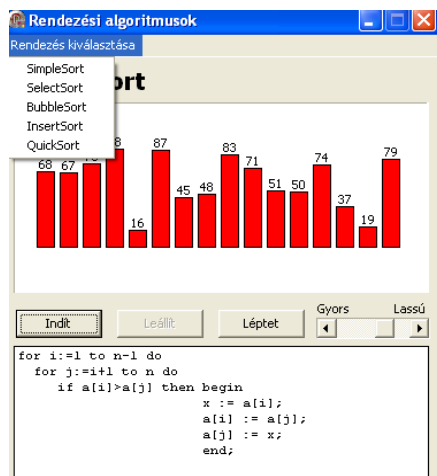 Rendezési algoritmusok
Rendezés kiválasztása
SimpleSort
SelectSort
BubbleSort
InsertSort
QuickSort
ort
68 67 8 16 87 45 48 83 71 51 50 74 37 19 79
Indít Leállít Léptet Gyors Lassú
for i:=1 to n-1 do
for j:=i+1 to n do
if a[i]>a[j] then begin
x := a[i];
a[i] := a[j];
a[j] := x;
end;